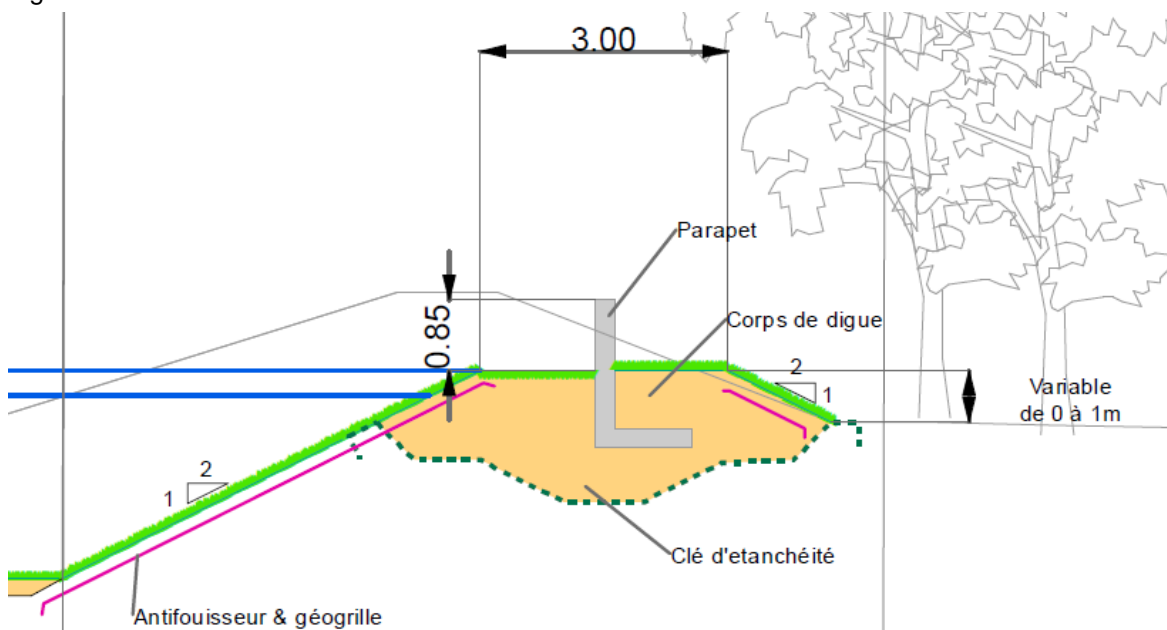 3.00
Parapet
0.85
Corps de digue
2
1
Variable
de 0 à 1m
2
1
Clé d'etanchéité
Antifouisseur & géogrille